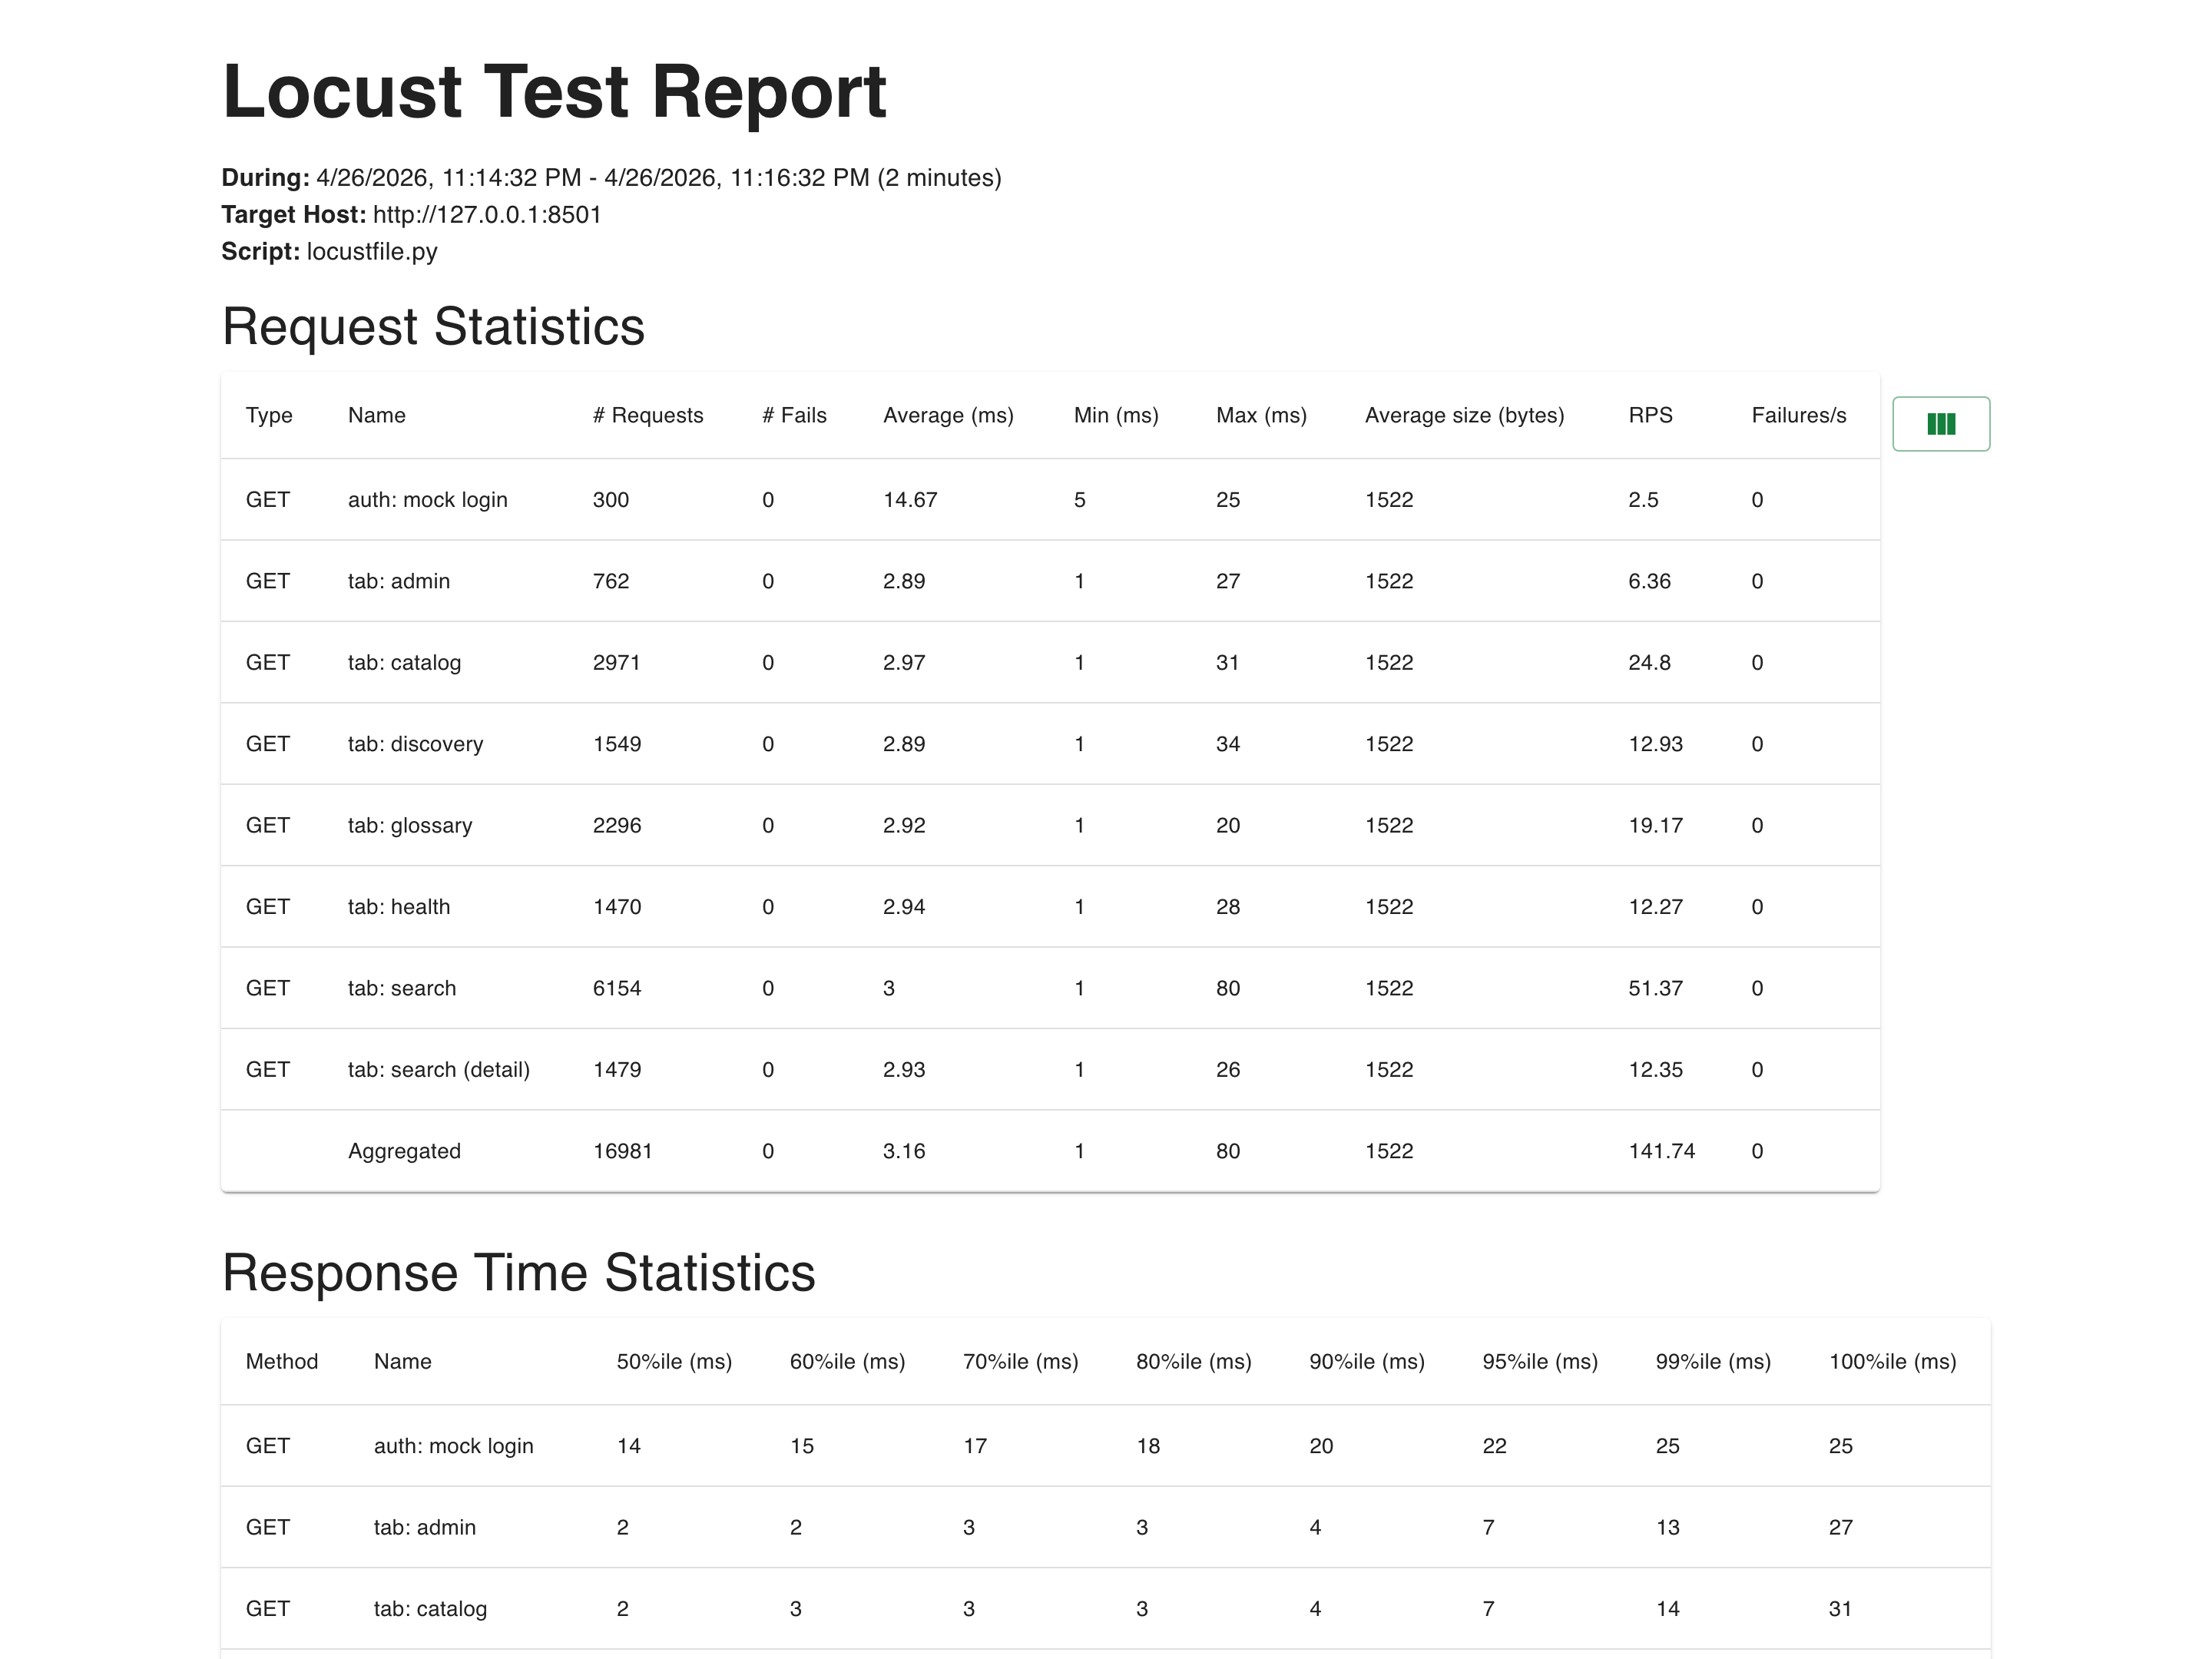 Locust Test Report
During: 4/26/2026, 11:14:32 PM - 4/26/2026, 11:16:32 PM (2 minutes)
Target Host: http://127.0.0.1:8501
Script: locustfile.py
Request Statistics
Type Name # Requests # Fails Average (ms) Min (ms) Max (ms) Average size (bytes) RPS Failures/s
GET auth: mock login 300 0 14.67 5 25 1522 2.5 0
GET tab: admin 762 0 2.89 1 27 1522 6.36 0
GET tab: catalog 2971 0 2.97 1 31 1522 24.8 0
GET tab: discovery 1549 0 2.89 1 34 1522 12.93 0
GET tab: glossary 2296 0 2.92 1 20 1522 19.17 0
GET tab: health 1470 0 2.94 1 28 1522 12.27 0
GET tab: search 6154 0 3 1 80 1522 51.37 0
GET tab: search (detail) 1479 0 2.93 1 26 1522 12.35 0
Aggregated 16981 0 3.16 1 80 1522 141.74 0
Response Time Statistics
Method Name 50%ile (ms) 60%ile (ms) 70%ile (ms) 80%ile (ms) 90%ile (ms) 95%ile (ms) 99%ile (ms) 100%ile (ms)
GET auth: mock login 14 15 17 18 20 22 25 25
GET tab: admin 2 2 3 3 4 7 13 27
GET tab: catalog 2 3 3 3 4 7 14 31